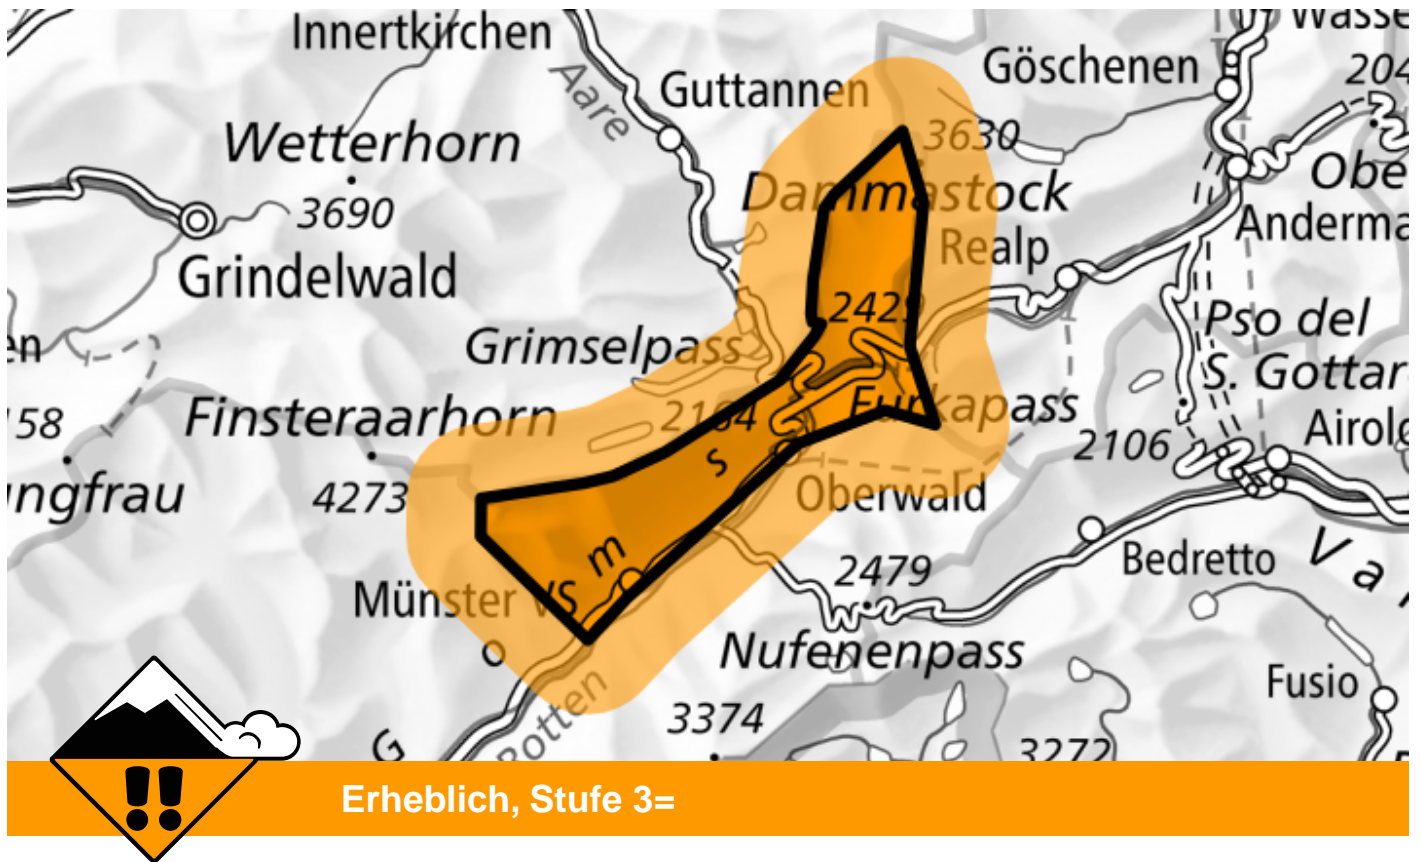 Innertkirchen
Wasse
Göschenen
204
Guttannen
Aare
3630
Wetterhorn
Obe
Dammastock
3690
Anderma
Realp
Grindelwald
2429
Pso del
en
Grimselpass
S. Gottar
Furkapass
158
Finsteraarhorn
2164
Airolo
2106
s
ungfrau
4273
Oberwald
m
Bedretto
2479
Va
Münster VS
o
Nufenenpass
Fusio
Rotten
3374
G
3272
Erheblich, Stufe 3=